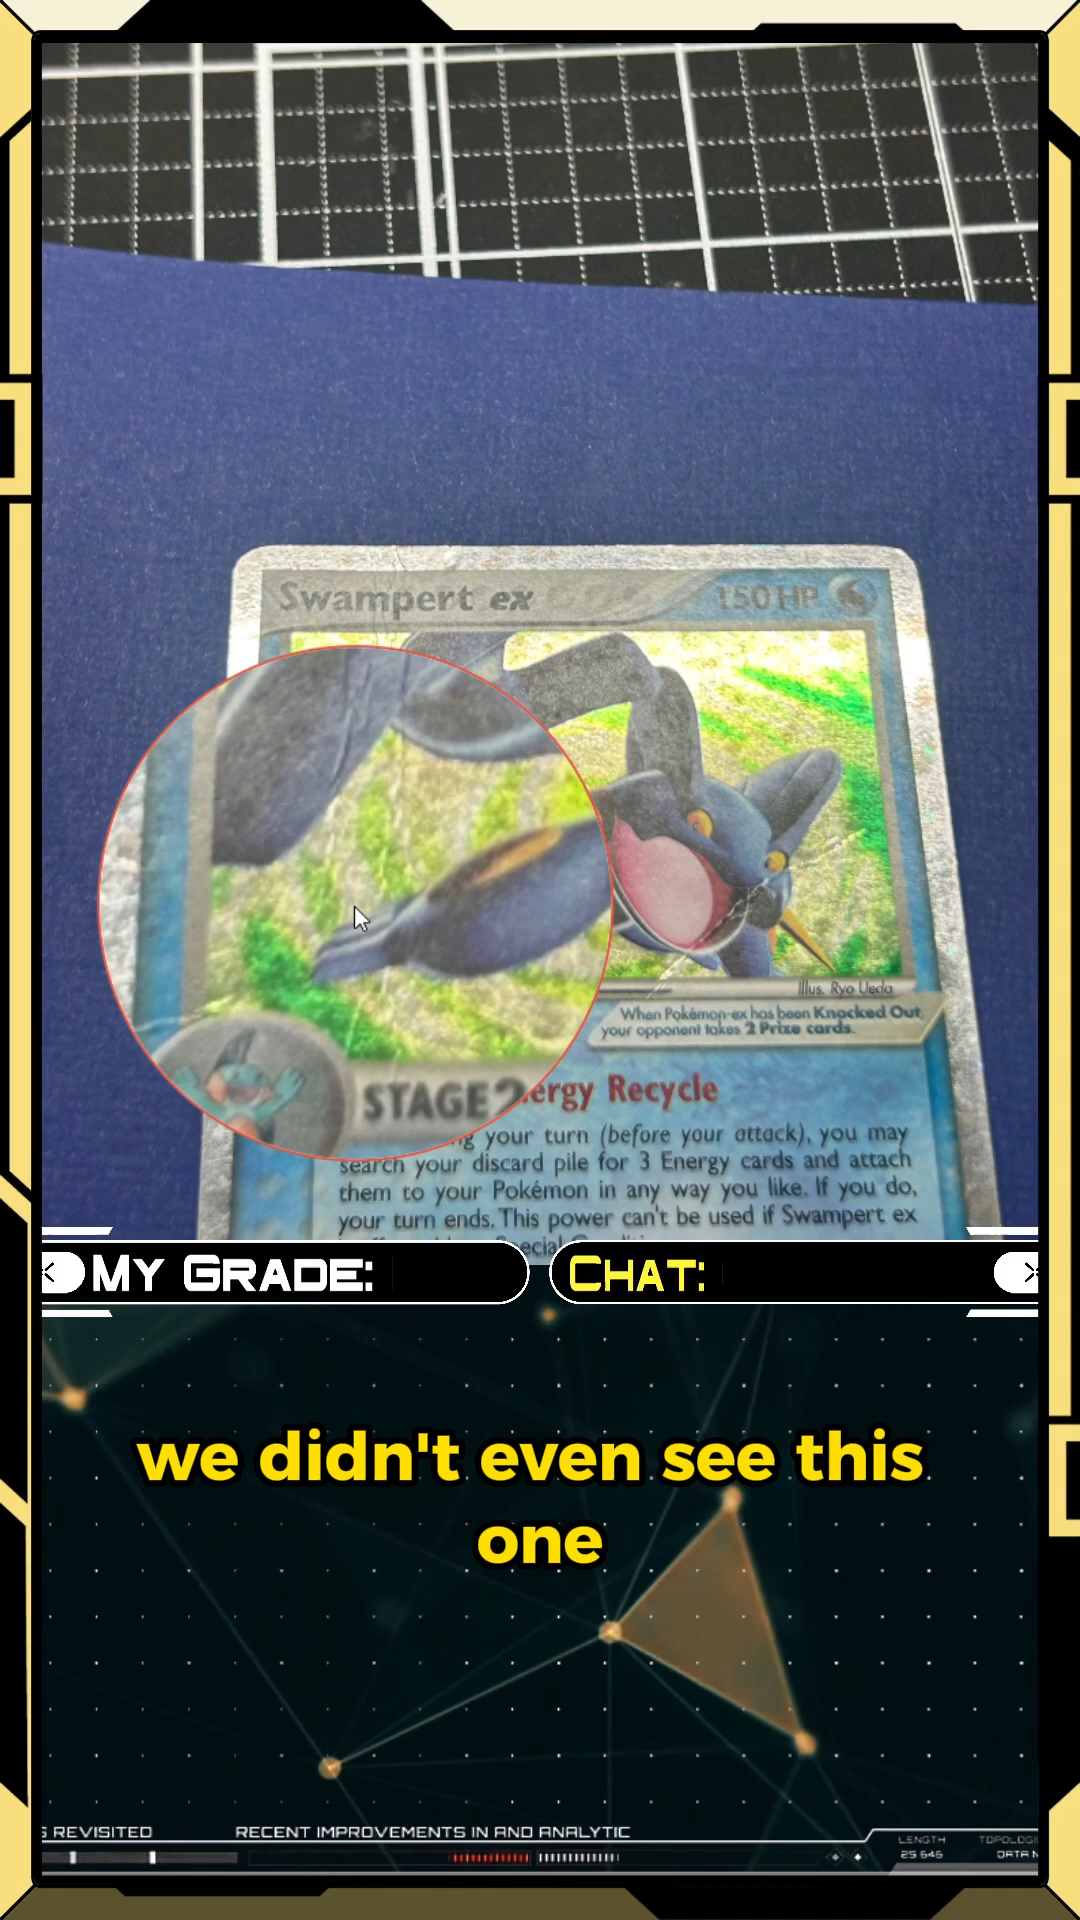 Swampert ex
150 HP
Illus. Ryo Ueda
When Pokémon-ex has been Knocked Out,
your opponent takes 2 Prize cards.
STAGE 2
ergy Recycle
your turn (before your attack), you may
search your discard pile for 3 Energy cards and attach
them to your Pokémon in any way you like. If you do,
your turn ends. This power can't be used if Swampert ex
MY GRADE:
CHAT:
we didn't even see this
one
REVISITED
RECENT IMPROVEMENTS IN AND ANALYTIC
LENGTH
25.646